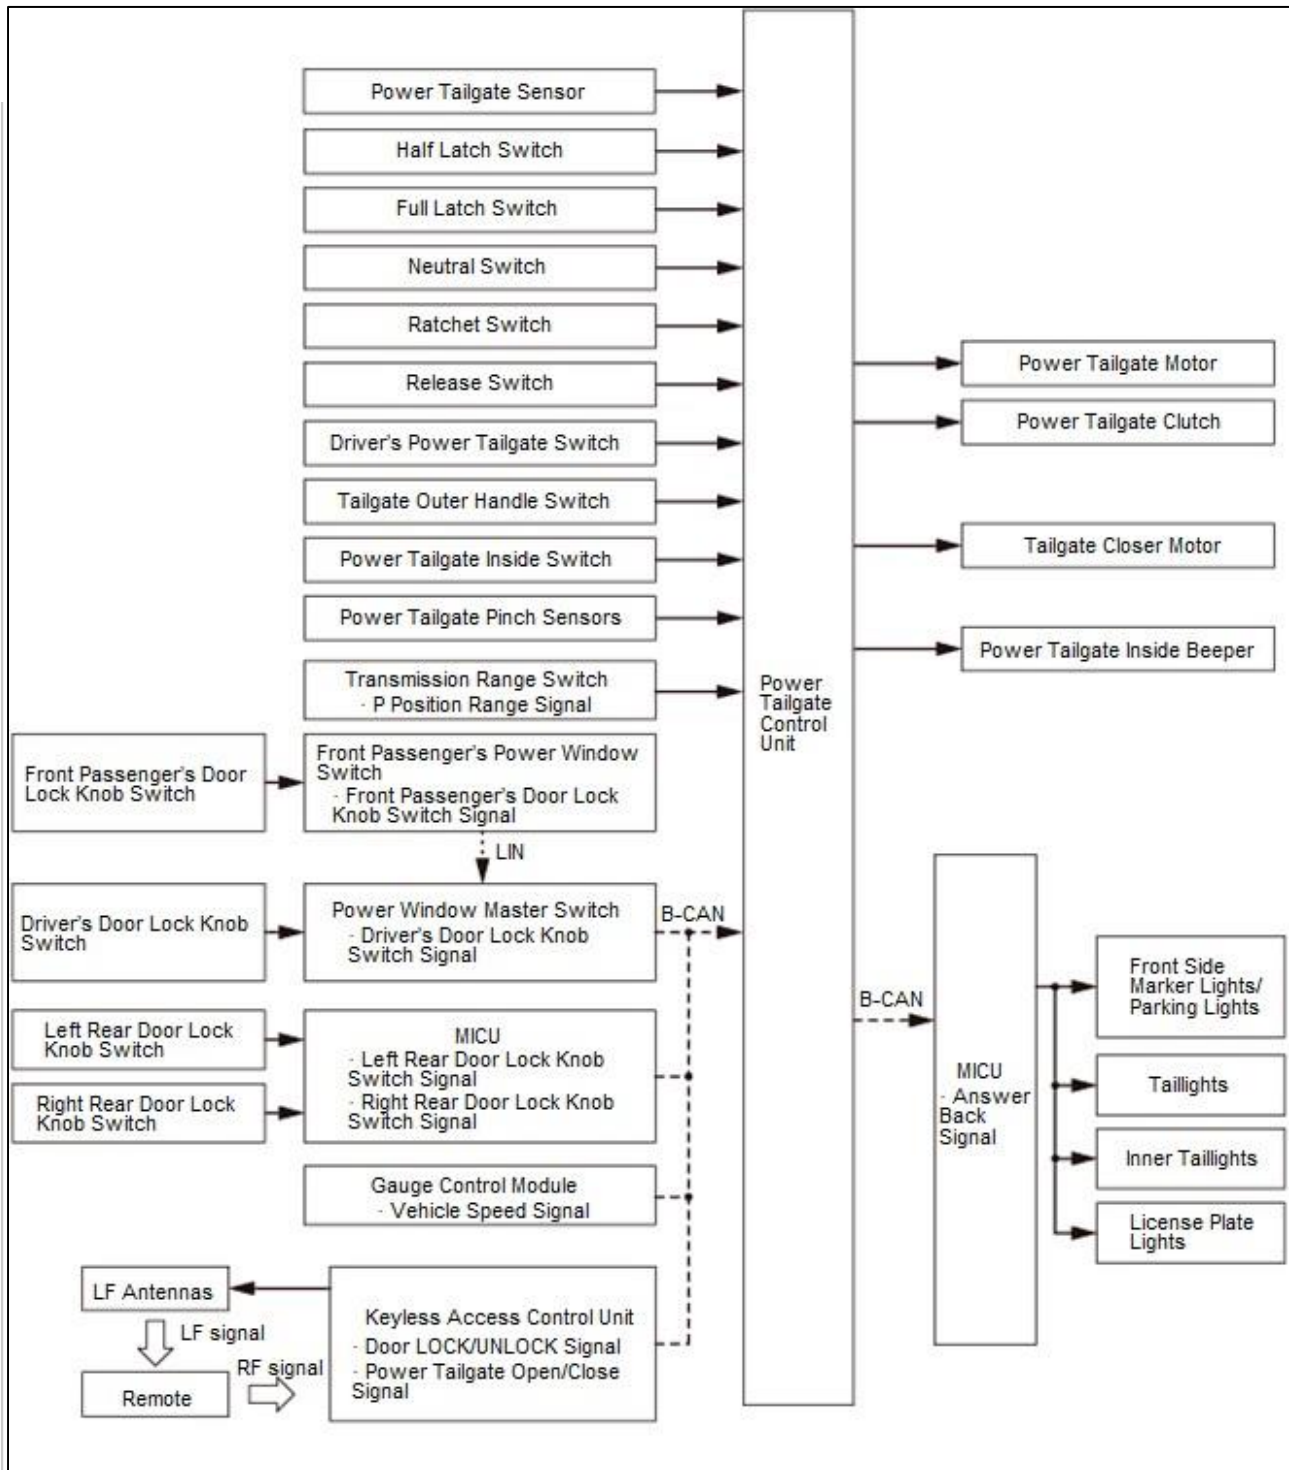 Power Tailgate Sensor
Half Latch Switch
Full Latch Switch
Neutral Switch
Ratchet Switch
Release Switch
Driver's Power Tailgate Switch
Tailgate Outer Handle Switch
Power Tailgate Inside Switch
Power Tailgate Pinch Sensors
Transmission Range Switch
· P Position Range Signal
Front Passenger's Door
Lock Knob Switch
Front Passenger's Power Window
Switch
· Front Passenger's Door Lock
Knob Switch Signal
LIN
Driver's Door Lock Knob
Switch
Power Window Master Switch
· Driver's Door Lock Knob
Switch Signal
B-CAN
Left Rear Door Lock
Knob Switch
Right Rear Door Lock
Knob Switch
MICU
· Left Rear Door Lock Knob
Switch Signal
· Right Rear Door Lock Knob
Switch Signal
Gauge Control Module
· Vehicle Speed Signal
LF Antennas
LF signal
Remote
RF signal
Keyless Access Control Unit
· Door LOCK/UNLOCK Signal
· Power Tailgate Open/Close
Signal
Power
Tailgate
Control
Unit
Power Tailgate Motor
Power Tailgate Clutch
Tailgate Closer Motor
Power Tailgate Inside Beeper
B-CAN
MICU
· Answer
Back
Signal
Front Side
Marker Lights/
Parking Lights
Taillights
Inner Taillights
License Plate
Lights